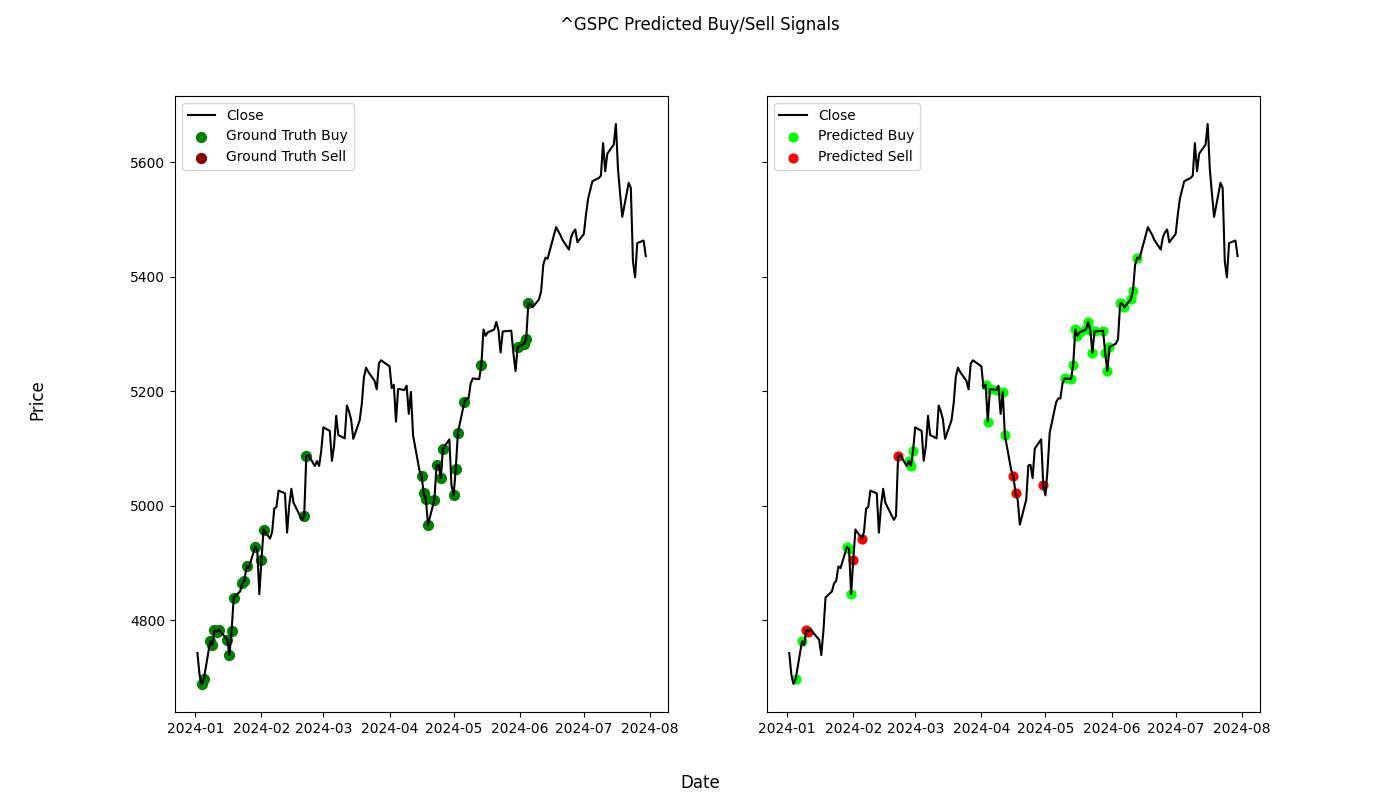 ^GSPC Predicted Buy/Sell Signals
Close
Ground Truth Buy
Ground Truth Sell
Close
Predicted Buy
Predicted Sell
5600
5400
5200
5000
4800
Price
2024-01 2024-02 2024-03 2024-04 2024-05 2024-06 2024-07 2024-08
2024-01 2024-02 2024-03 2024-04 2024-05 2024-06 2024-07 2024-08
Date